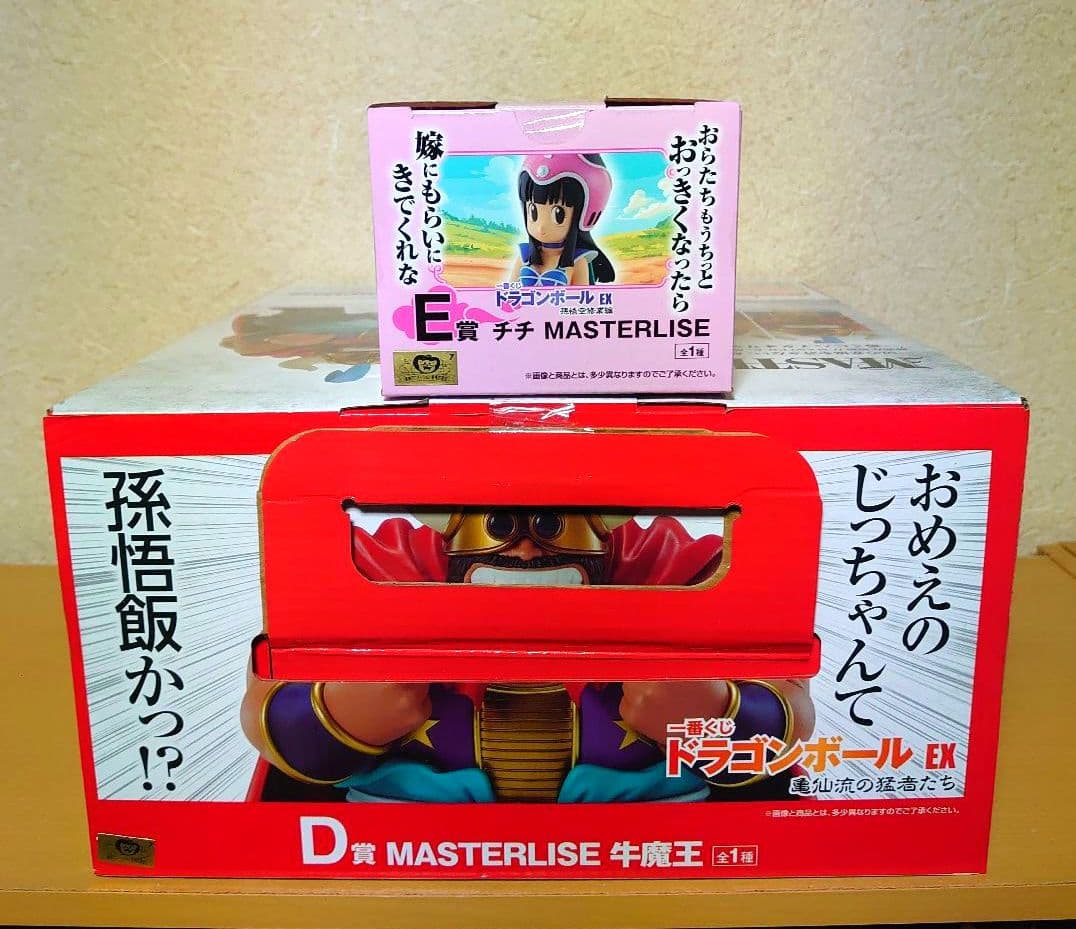 おらたちもうちっと
おっきくなったら
嫁にもらいに
きでくれな
一番くじ
ドラゴンボール EX
孫悟空修業編
E賞 チチ MASTERLISE
全1種
※画像と商品とは、多少異なりますのでご了承ください。
おめえの
じっちゃんて
孫悟飯かっ!?
一番くじ
ドラゴンボール EX
亀仙流の猛者たち
※画像と商品とは、多少異なりますのでご了承ください。
D賞 MASTERLISE 牛魔王 全1種